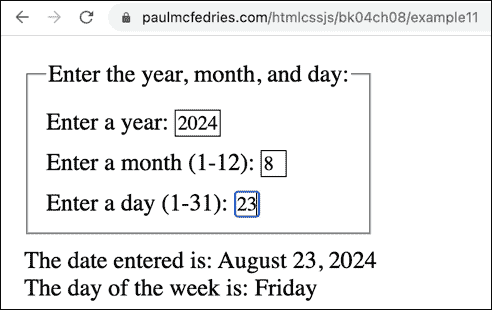 paulmcfedries.com/htmlcssjs/bk04ch08/example11
Enter the year, month, and day:
Enter a year: 2024
Enter a month (1-12): 8
Enter a day (1-31): 23
The date entered is: August 23, 2024
The day of the week is: Friday